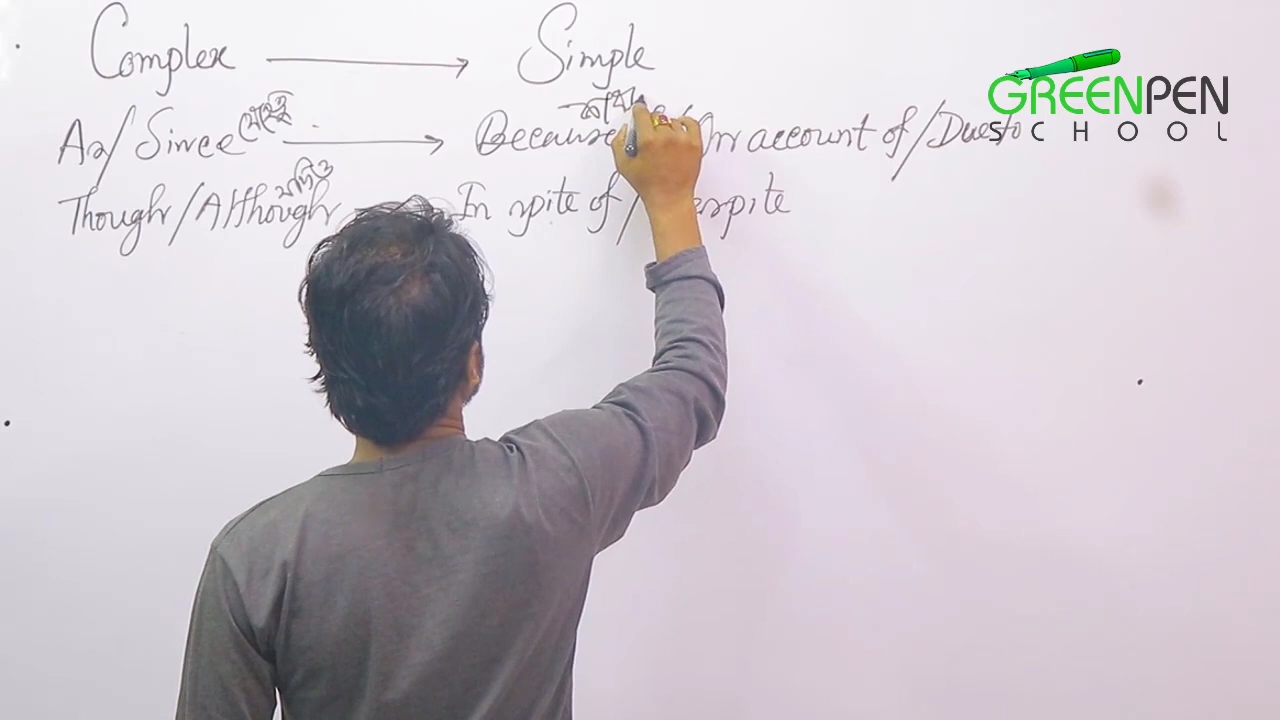 Complex → Simple
GREENPEN
SCHOOL
As/Since যেহেতু → Because / On account of/Due to
Though/Although যদিও In spite of/Despite